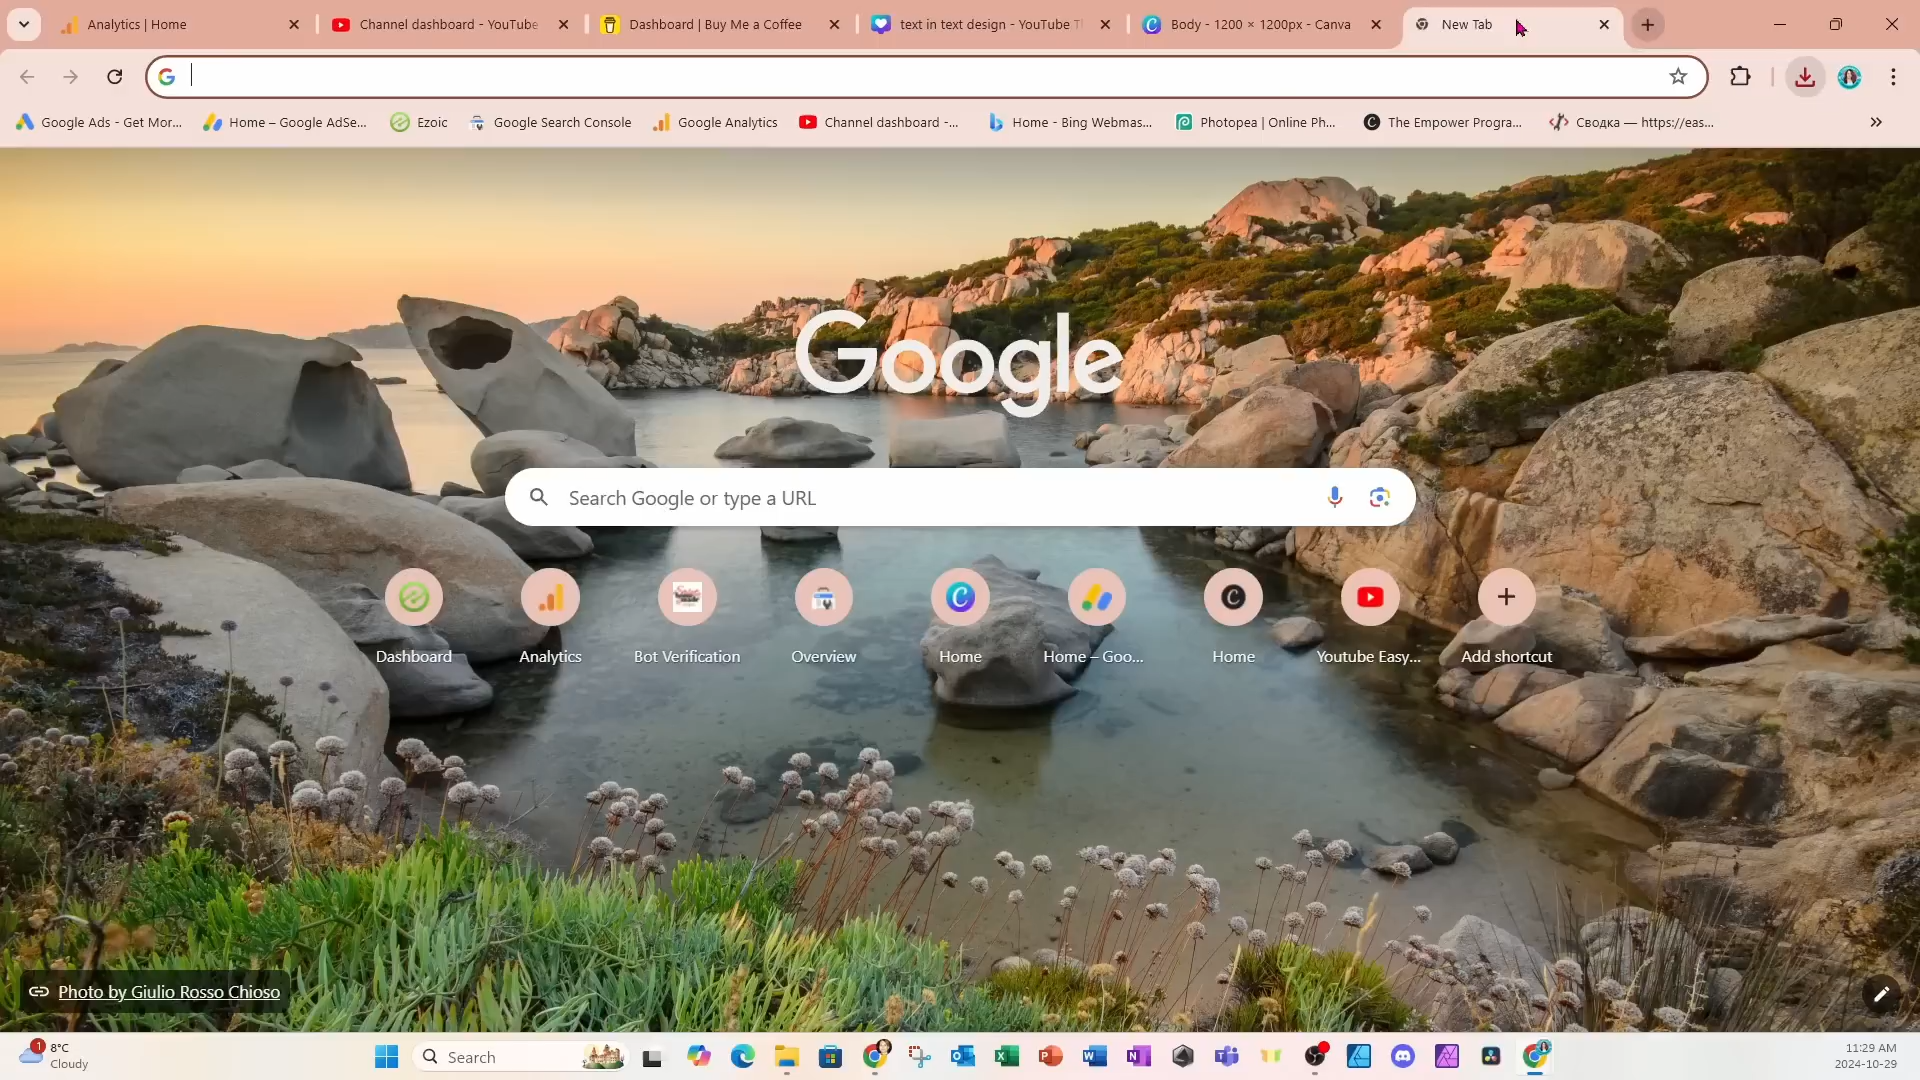 Analytics | Home
Channel dashboard - YouTube
Dashboard | Buy Me a Coffee
text in text design - YouTube T
Body - 1200 × 1200px - Canva
New Tab
Google Ads - Get Mor...
Home – Google AdSe...
Ezoic
Google Search Console
Google Analytics
Channel dashboard -...
Home - Bing Webmas...
Photopea | Online Ph...
The Empower Progra...
Сводка — https://eas...
Google
Search Google or type a URL
Dashboard
Analytics
Bot Verification
Overview
Home
Home – Goo...
Home
Youtube Easy...
Add shortcut
Photo by Giulio Rosso Chioso
1
8°C
Cloudy
Search
11:29 AM
2024-10-29